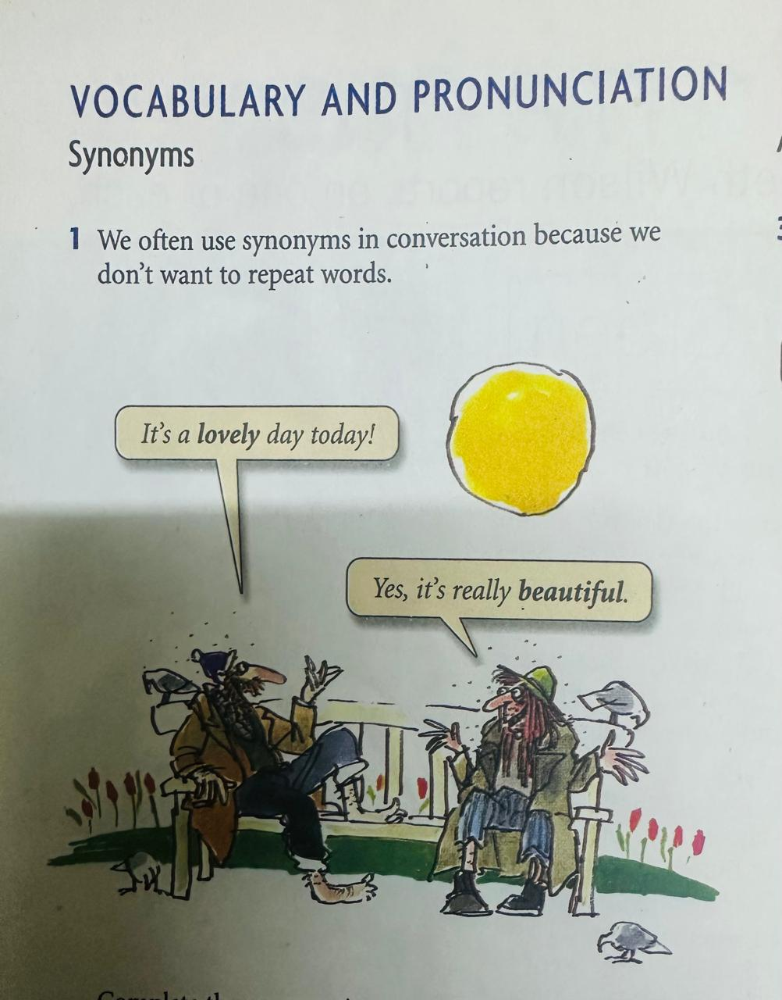 VOCABULARY AND PRONUNCIATION
Synonyms
1 We often use synonyms in conversation because we
don't want to repeat words.
It's a lovely day today!
Yes, it's really beautiful.